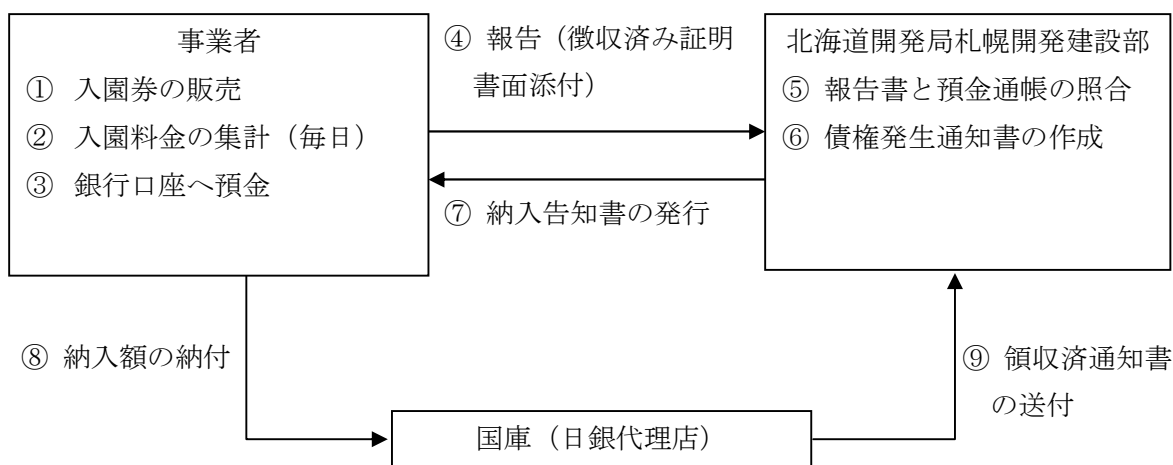 事業者
① 入園券の販売
② 入園料金の集計（毎日）
③ 銀行口座へ預金
④ 報告（徴収済み証明
書面添付）
北海道開発局札幌開発建設部
⑤ 報告書と預金通帳の照合
⑥ 債権発生通知書の作成
⑦ 納入告知書の発行
⑧ 納入額の納付
⑨ 領収済通知書
の送付
国庫（日銀代理店）